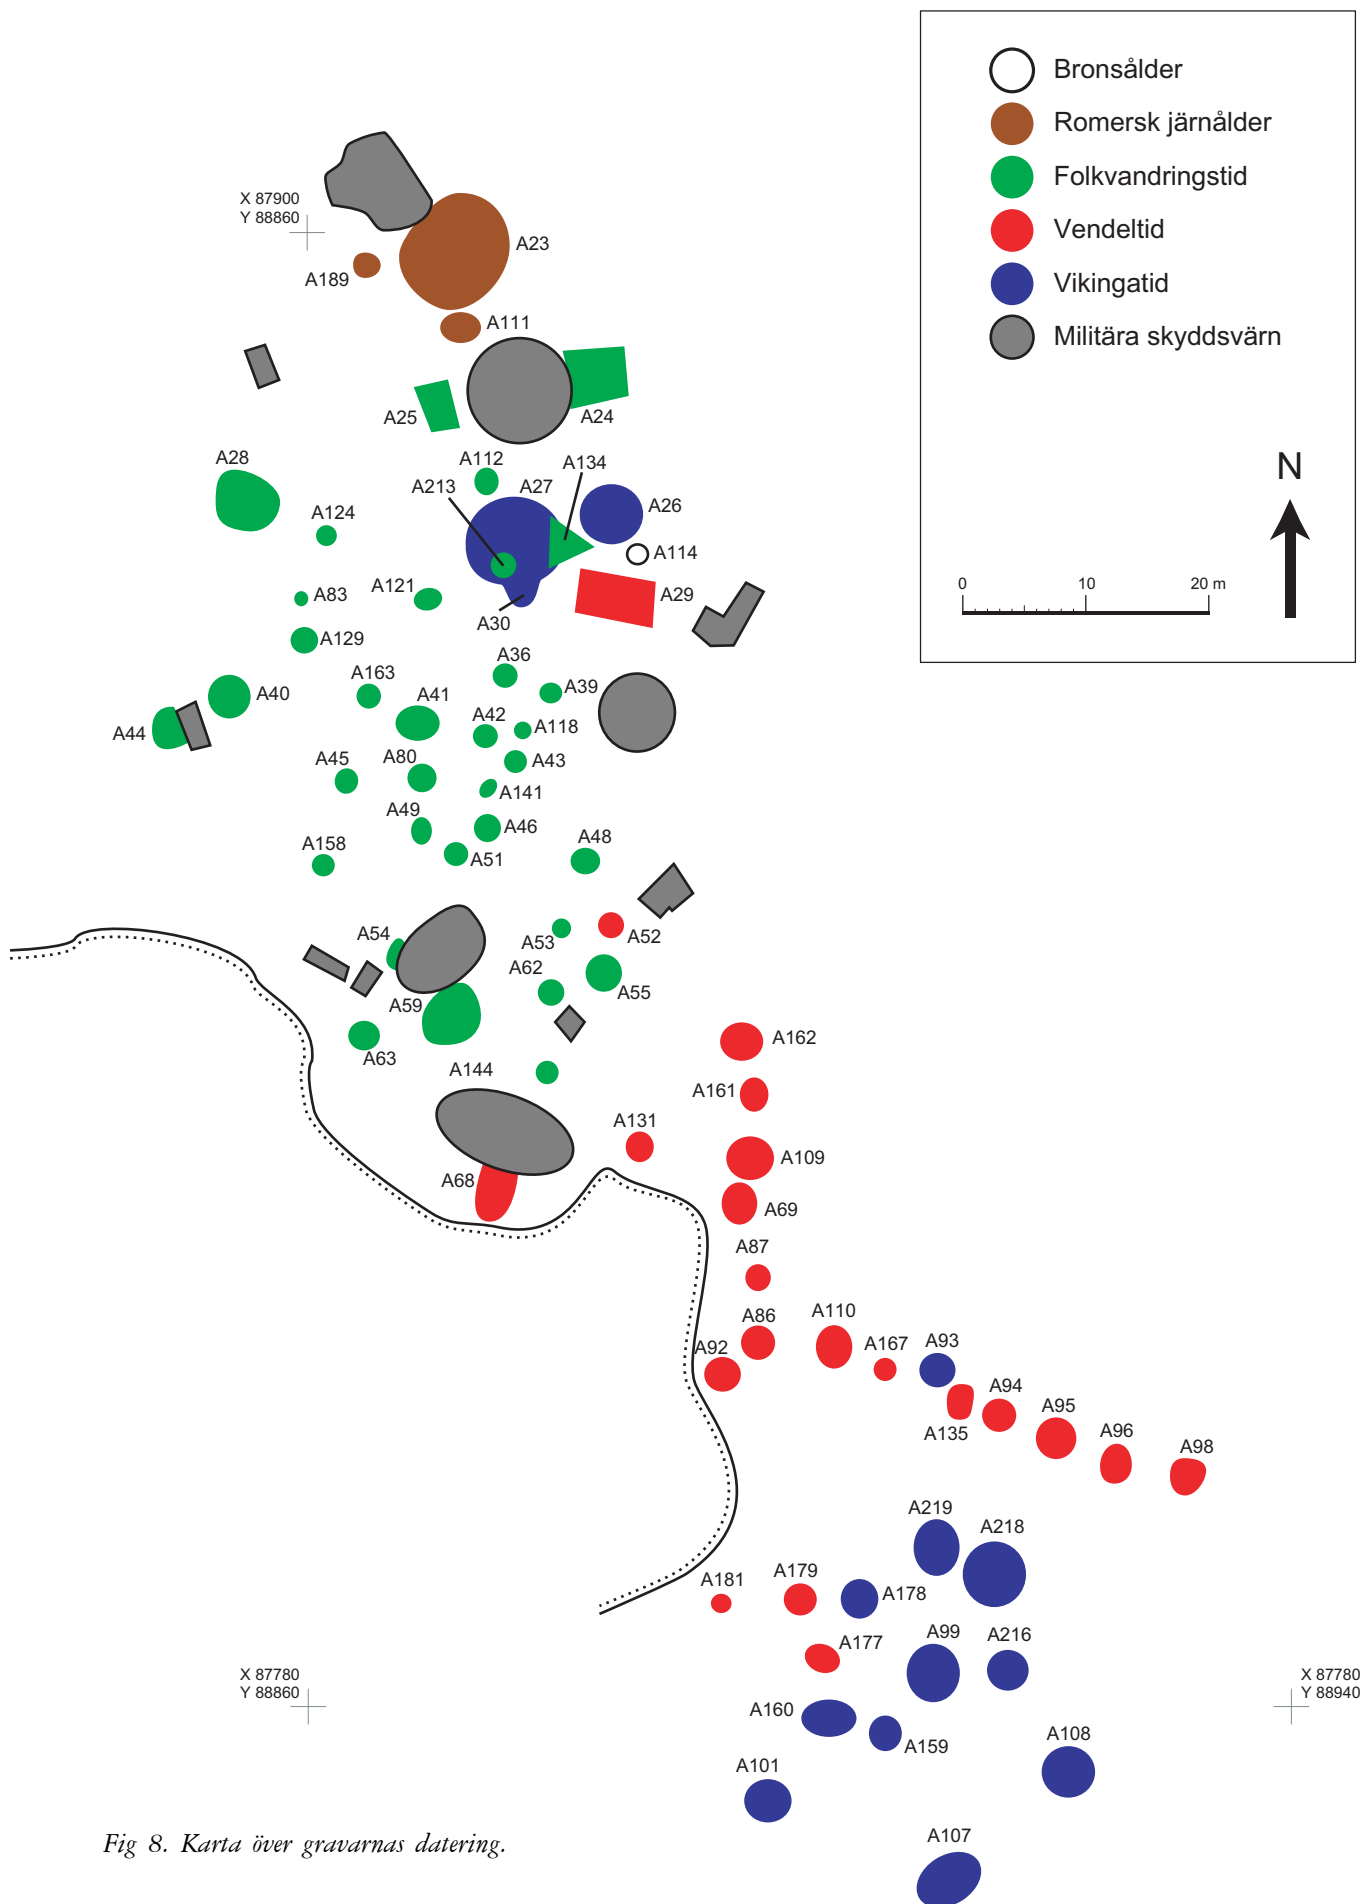 Bronsålder
Romersk järnålder
Folkvandringstid
Vendeltid
Vikingatid
Militära skyddsvärn
N
0 10 20 m
X 87900
Y 88860
A23
A189
A111
A25
A24
A28
A112
A134
A213
A27
A26
A124
A114
A83
A121
A29
A30
A129
A36
A163
A39
A40
A41
A42
A118
A44
A45
A80
A43
A141
A49
A46
A48
A158
A51
A54
A53
A52
A62
A59
A55
A63
A162
A144
A161
A131
A109
A68
A69
A87
A86
A110
A92
A167
A93
A94
A95
A135
A96
A98
A219
A218
A181
A179
A178
A177
A99
A216
X 87780
Y 88860
X 87780
Y 88940
A160
A159
A108
A101
A107
Fig 8. Karta över gravarnas datering.